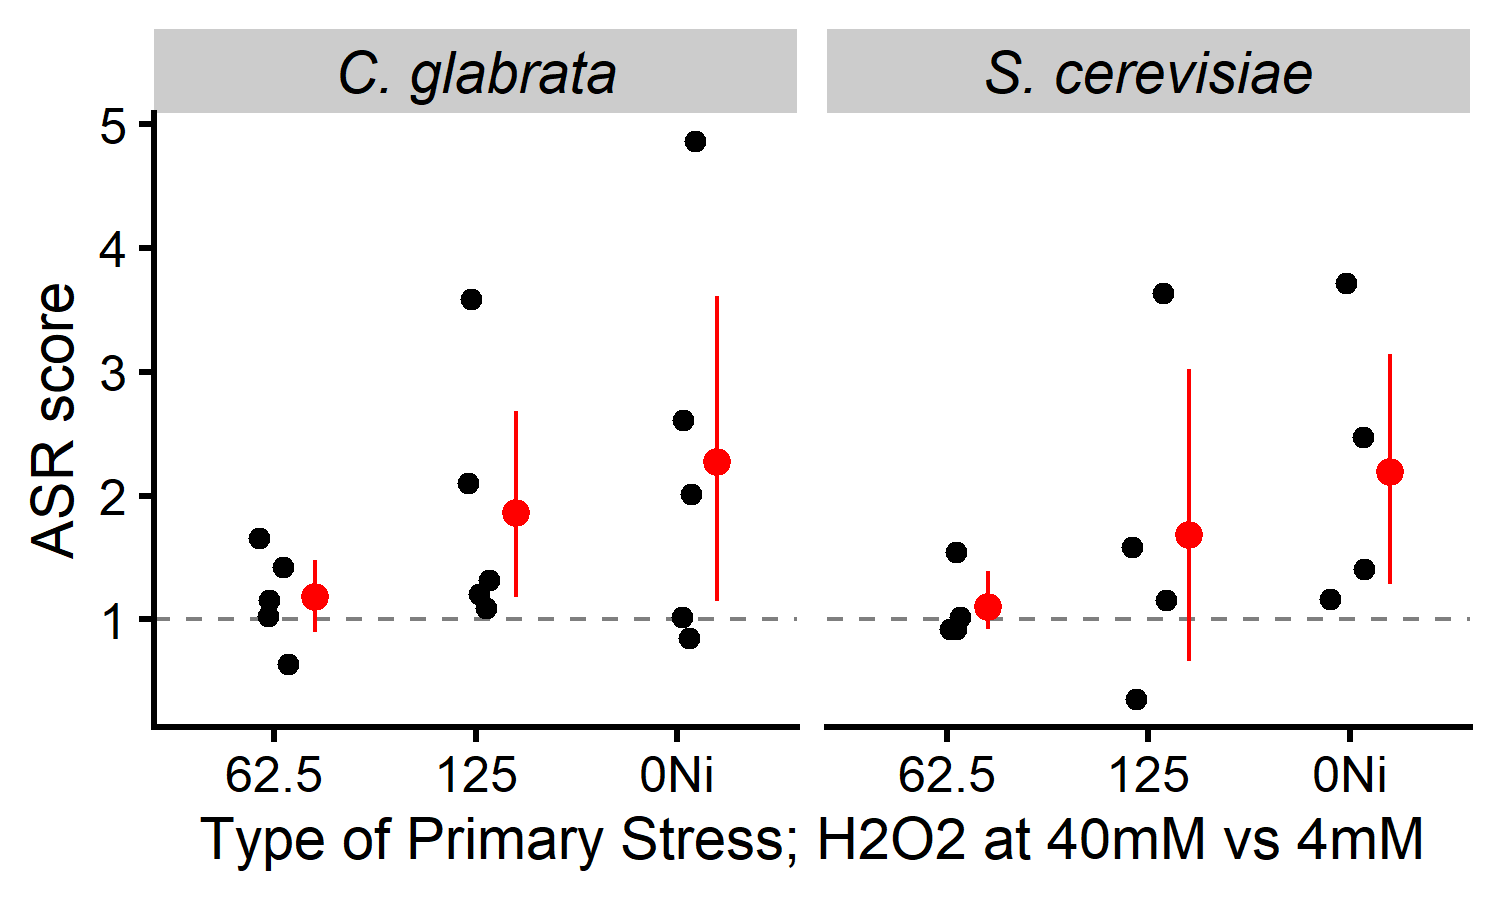 C. glabrata
S. cerevisiae
ASR score
5
4
3
2
1
62.5 125 0Ni
62.5 125 0Ni
Type of Primary Stress; H2O2 at 40mM vs 4mM